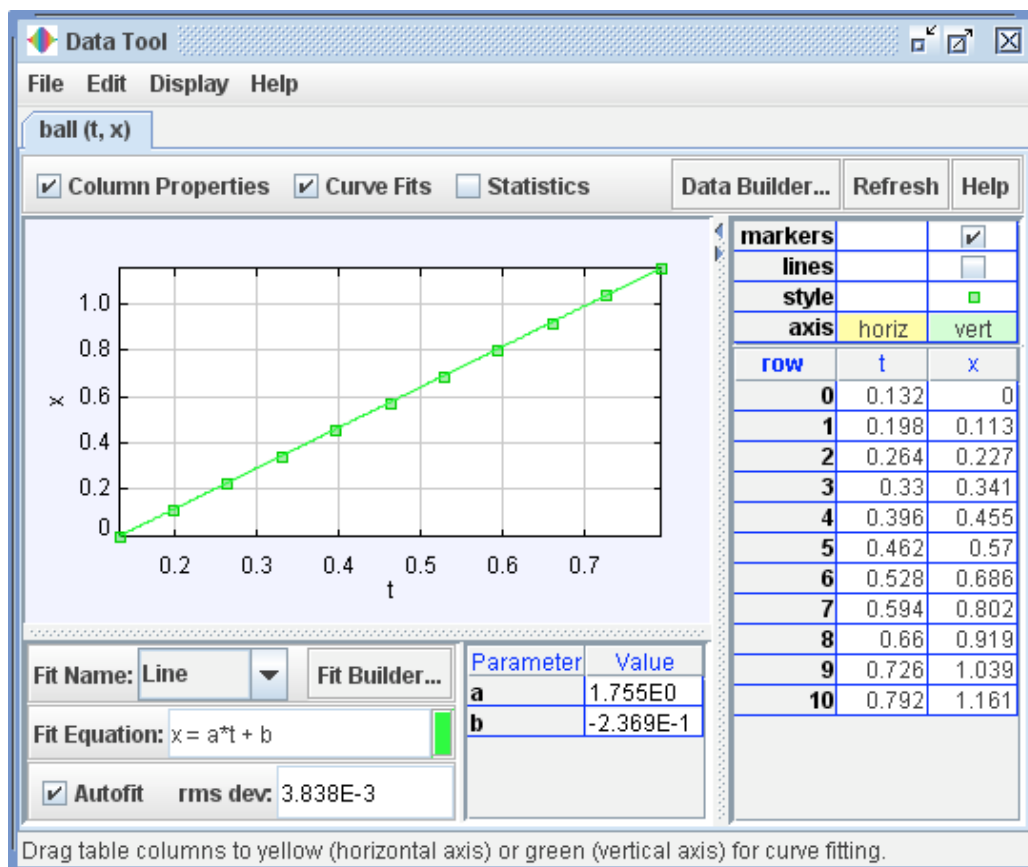 Data Tool
File Edit Display Help
ball (t, x)
Column Properties Curve Fits Statistics Data Builder... Refresh Help
markers
lines
style
axis horiz vert
row t x
0 0.132 0
1 0.198 0.113
2 0.264 0.227
3 0.33 0.341
4 0.396 0.455
5 0.462 0.57
6 0.528 0.686
7 0.594 0.802
8 0.66 0.919
9 0.726 1.039
10 0.792 1.161
1.0
0.8
x 0.6
0.4
0.2
0
0.2 0.3 0.4 0.5 0.6 0.7
t
Fit Name: Line Fit Builder...
Fit Equation: x = a*t + b
Autofit rms dev: 3.838E-3
Parameter Value
a 1.755E0
b -2.369E-1
Drag table columns to yellow (horizontal axis) or green (vertical axis) for curve fitting.